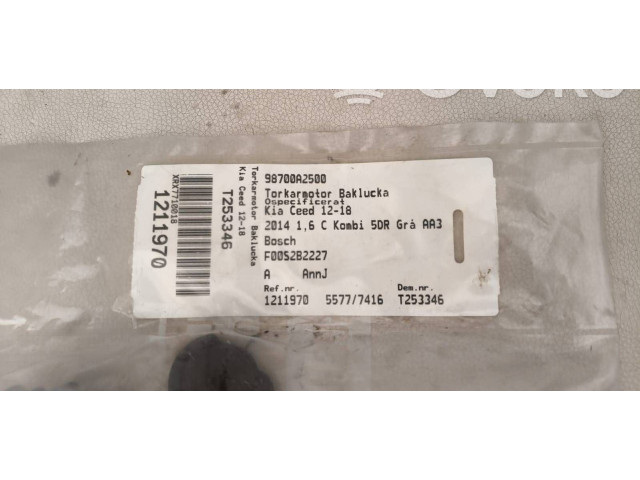 98700A2500
Torkarmotor Baklucka
Ospecificerat
Kia Ceed 12-18
2014 1,6 C Kombi 5DR Grå AA3
Bosch
F00S2B2227
A AnnJ
Ref.nr. Dem.nr.
1211970 5577/7416 T253346
Torkarmotor Baklucka
Kia Ceed 12-18
T253346
XRX7710618
1211970